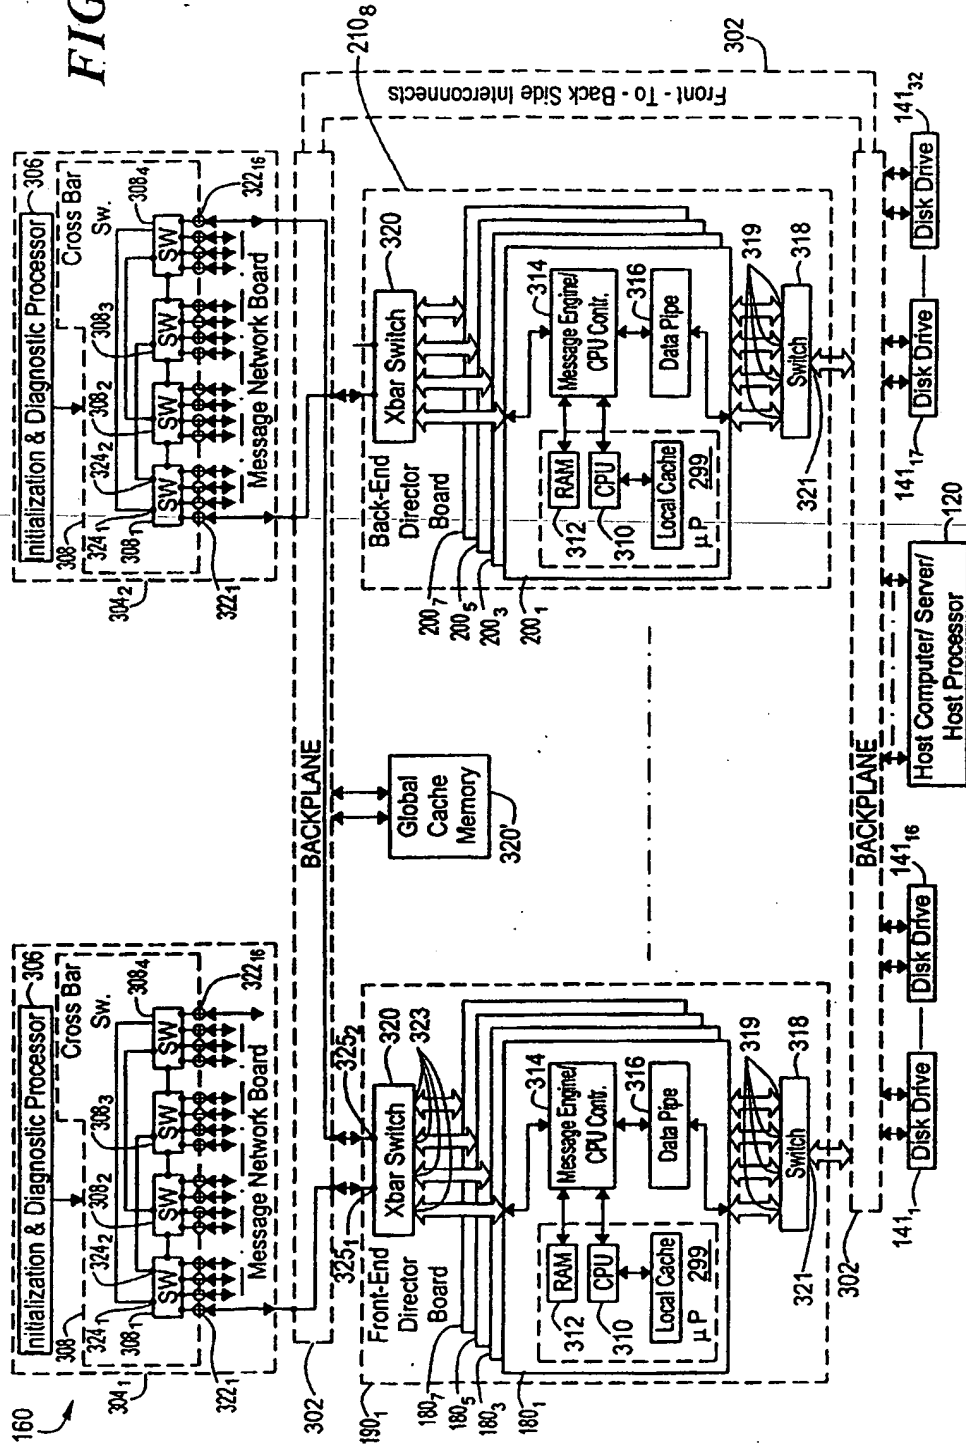 FIG
160
304₁
308
Initialization & Diagnostic Processor
306
Cross Bar
Sw.
308₄
324₁
324₂
308₁
308₂
308₃
SW
SW
SW
SW
322₁
322₁₆
Message Network Board
304₂
308
Initialization & Diagnostic Processor
306
Cross Bar
Sw.
308₄
324₁
324₂
308₁
308₂
308₃
SW
SW
SW
SW
322₁
322₁₆
Message Network Board
302
BACKPLANE
Front - To - Back Side Interconnects
302
190₁
325₁
325₂
Front-End
Director
Board
Xbar Switch
320
323
180₇
180₅
180₃
180₁
Message Engine/
CPU Contr.
314
RAM
312
CPU
310
Data Pipe
316
Local Cache
299
µP
319
Switch
318
321
Global
Cache
Memory
320'
210₈
Back-End
Director
Board
Xbar Switch
320
200₇
200₅
200₃
200₁
Message Engine/
CPU Contr.
314
RAM
312
CPU
310
Data Pipe
316
Local Cache
299
µP
319
Switch
318
321
302
BACKPLANE
141₁
Disk Drive
Disk Drive
141₁₆
Host Computer/ Server/
Host Processor
120
141₁₇
Disk Drive
Disk Drive
141₃₂